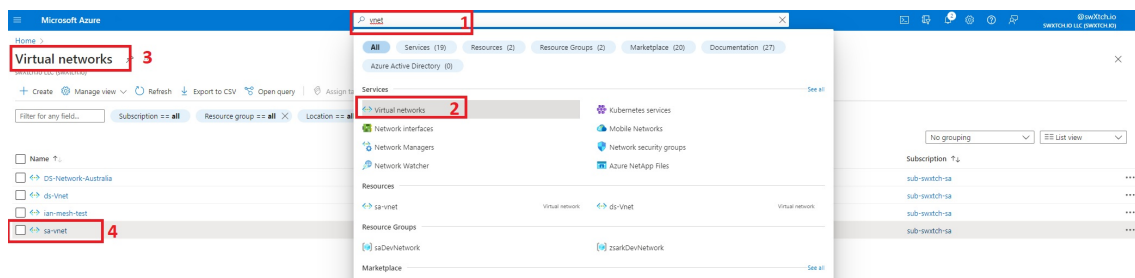 Microsoft Azure
vnet
1
@swXtch.io
SWXTCH.IO LLC (SWXTCH.IO)
Home >
Virtual networks
3
+ Create
Manage view
Refresh
Export to CSV
Open query
Assign ta
Filter for any field...
Subscription == all
Resource group == all
Location == all
Name
DS-Network-Australia
ds-Vnet
ian-mesh-test
sa-vnet
4
All
Services (19)
Resources (2)
Resource Groups (2)
Marketplace (20)
Documentation (27)
Azure Active Directory (0)
Services
See all
Virtual networks
2
Kubernetes services
Network interfaces
Mobile Networks
Network Managers
Network security groups
Network Watcher
Azure NetApp Files
Resources
sa-vnet
Virtual network
ds-Vnet
Virtual network
Resource Groups
saDevNetwork
zsarkDevNetwork
Marketplace
See all
No grouping
List view
Subscription
sub-swxtch-sa
sub-swxtch-sa
sub-swxtch-sa
sub-swxtch-sa